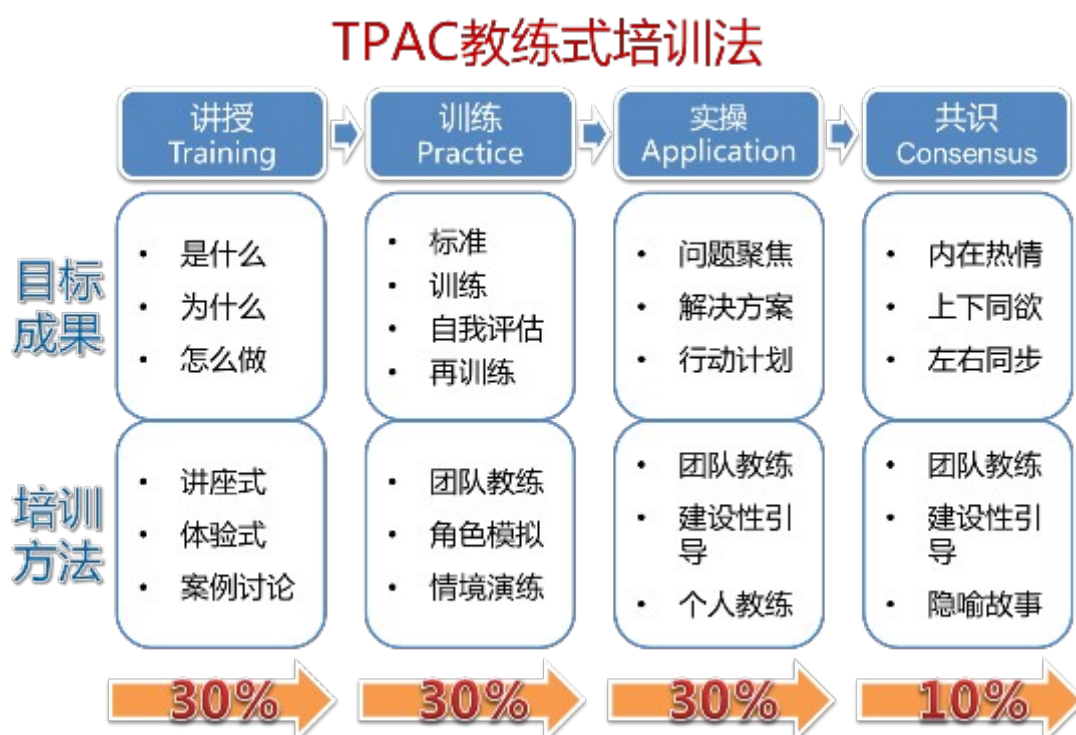 TPAC教练式培训法
讲授
Training
训练
Practice
实操
Application
共识
Consensus
目标
成果
• 是什么
• 为什么
• 怎么做
• 标准
• 训练
• 自我评估
• 再训练
• 问题聚焦
• 解决方案
• 行动计划
• 内在热情
• 上下同欲
• 左右同步
培训
方法
• 讲座式
• 体验式
• 案例讨论
• 团队教练
• 角色模拟
• 情境演练
• 团队教练
• 建设性引
导
• 个人教练
• 团队教练
• 建设性引
导
• 隐喻故事
30%
30%
30%
10%